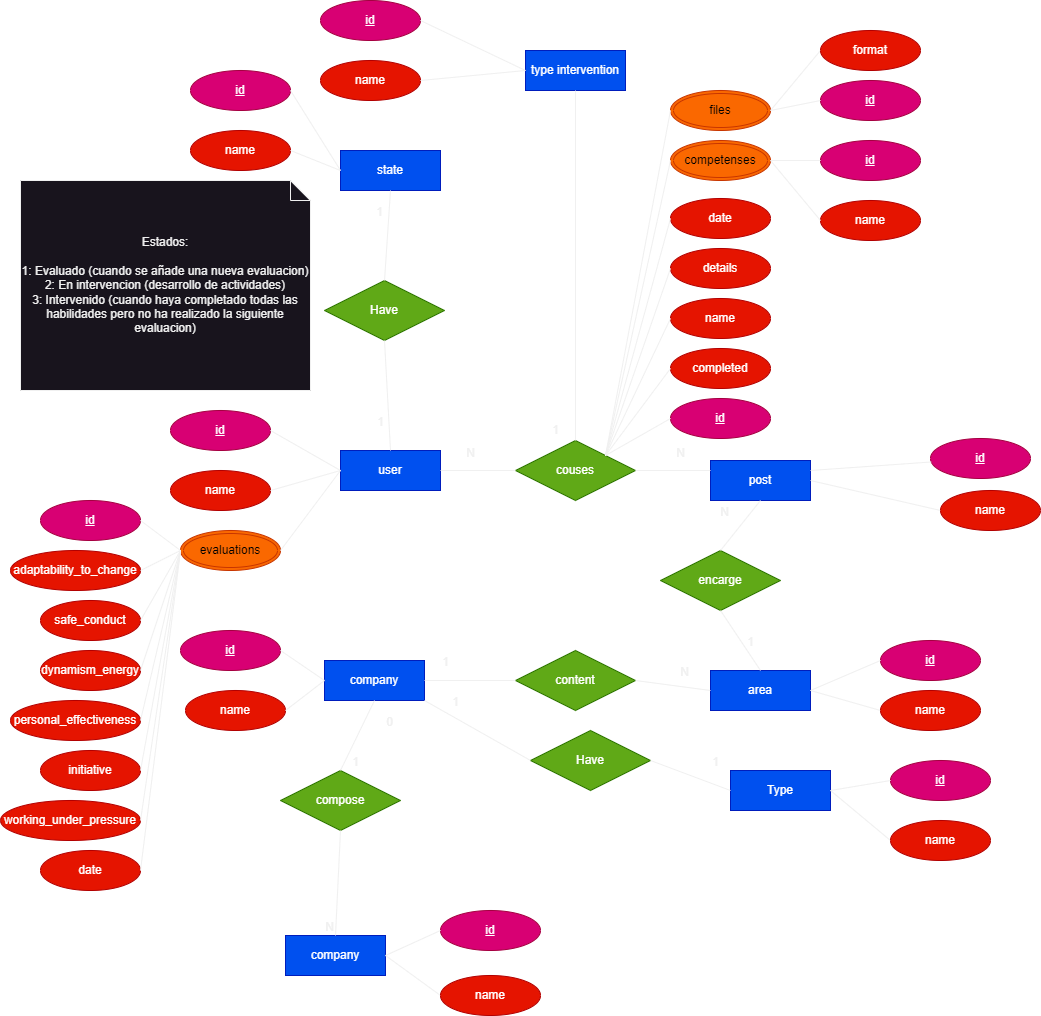 id
name
type intervention
id
name
state
files
format
id
competenses
id
name
date
details
name
completed
id
1
Estados:
1: Evaluado (cuando se añade una nueva evaluacion)
2: En intervencion (desarrollo de actividades)
3: Intervenido (cuando haya completado todas las
habilidades pero no ha realizado la siguiente
evaluacion)
Have
1
1
id
name
user
N
couses
N
post
id
name
evaluations
id
adaptability_to_change
safe_conduct
dynamism_energy
personal_effectiveness
initiative
working_under_pressure
date
N
encarge
1
id
name
company
1
content
N
area
id
name
1
Have
1
Type
id
name
0
1
compose
N
company
id
name